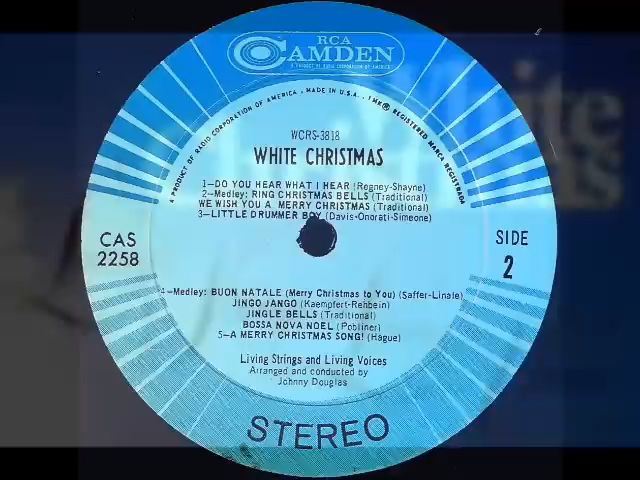 RCA
CAMDEN
A PRODUCT OF RADIO CORPORATION OF AMERICA
A PRODUCT OF RADIO CORPORATION OF AMERICA, MADE IN U.S.A., TMK® REGISTERED MARCA REGISTRADA
WCRS-3818
WHITE CHRISTMAS
1—DO YOU HEAR WHAT I HEAR (Regney-Shayne)
2—Medley: RING CHRISTMAS BELLS (Traditional)
WE WISH YOU A MERRY CHRISTMAS (Traditional)
3—LITTLE DRUMMER BOY (Davis-Onorati-Simeone)
CAS
2258
SIDE
2
4—Medley: BUON NATALE (Merry Christmas to You) (Saffer-Linale)
JINGO JANGO (Kaempfert-Rehbein)
JINGLE BELLS (Traditional)
BOSSA NOVA NOEL (Pobliner)
5—A MERRY CHRISTMAS SONG! (Hague)
Living Strings and Living Voices
Arranged and conducted by
Johnny Douglas
STEREO